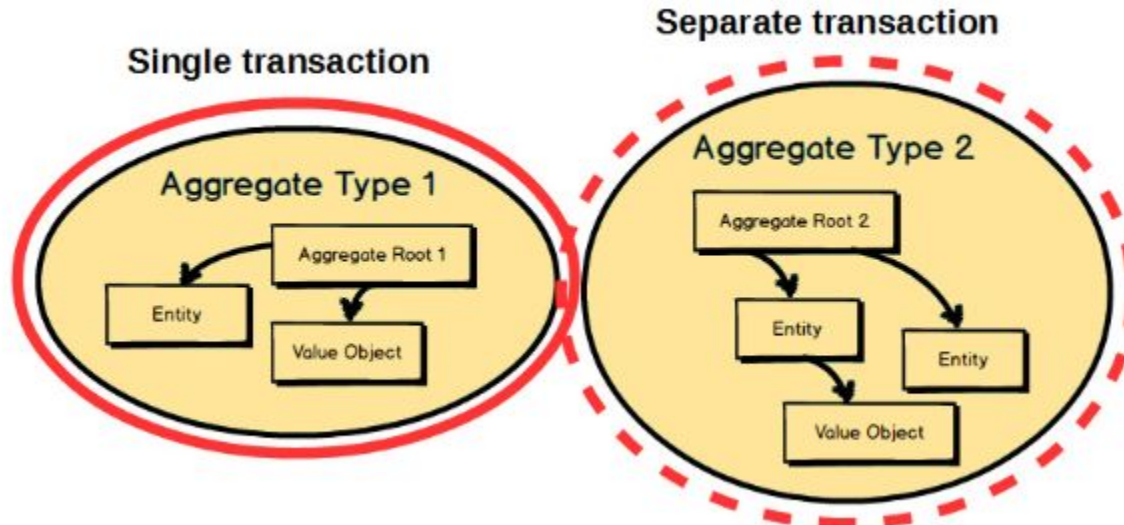 Single transaction
Separate transaction
Aggregate Type 1
Aggregate Root 1
Entity
Value Object
Aggregate Type 2
Aggregate Root 2
Entity
Entity
Value Object